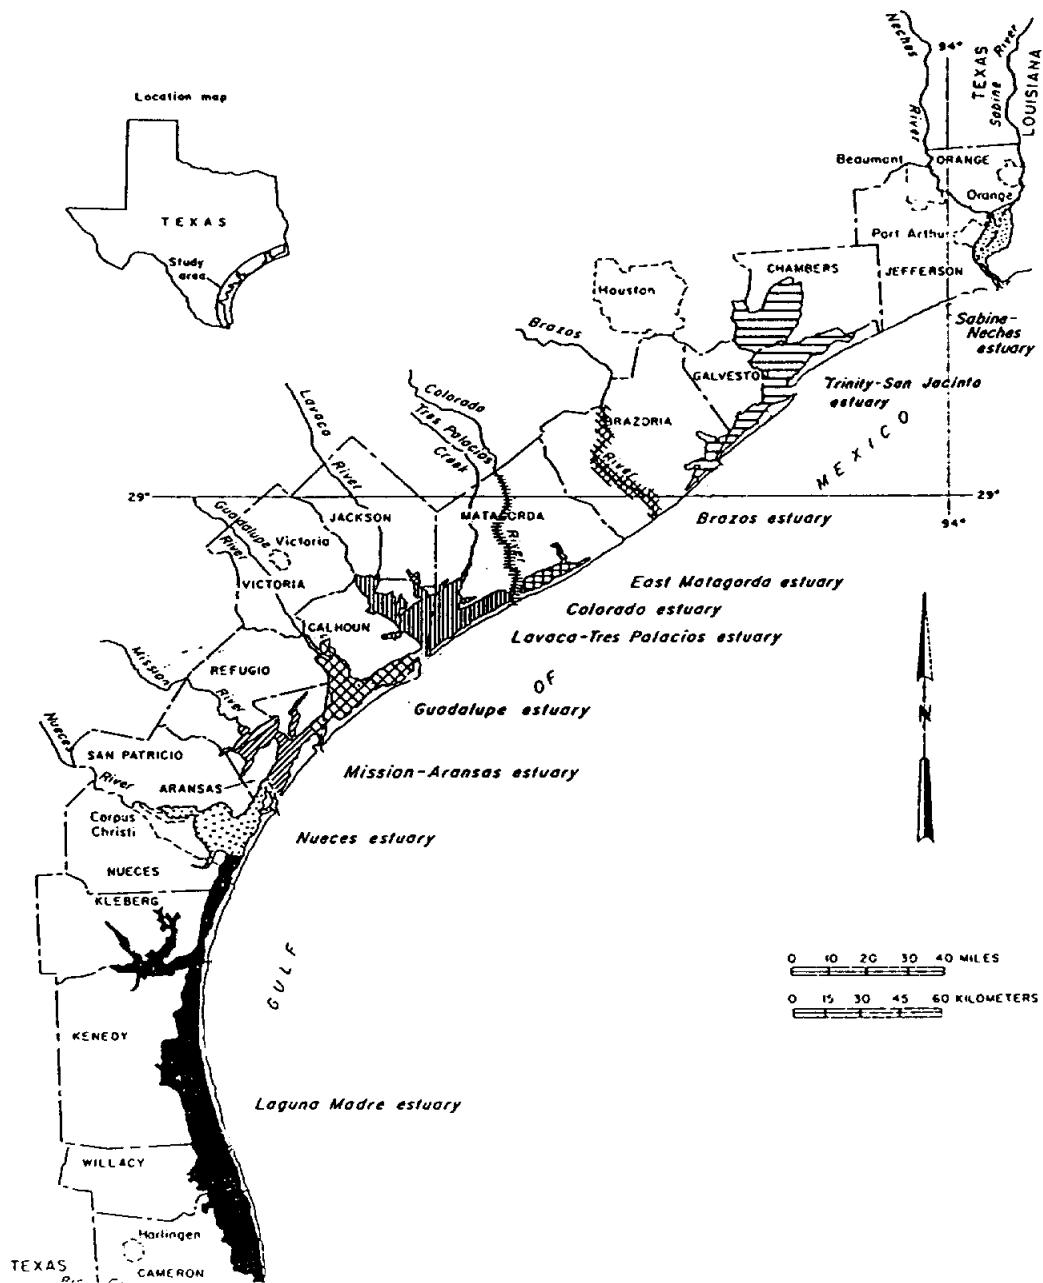 Location map
TEXAS
Study
area
Neches
River
94°
TEXAS
Sabine River
LOUISIANA
Beaumont
ORANGE
Orange
Port Arthur
JEFFERSON
CHAMBERS
Houston
Sabine-
Neches
estuary
Brazos
River
GALVESTON
Trinity-San Jacinto
estuary
BRAZORIA
MEXICO
Lavaca
River
Colorado
River
Tres Palacios
Creek
29°
29°
94°
Guadalupe
River
JACKSON
MATAGORDA
Brazos estuary
Victoria
VICTORIA
East Matagorda estuary
Colorado estuary
CALHOUN
Lavaca-Tres Palacios estuary
Mission
River
REFUGIO
OF
Guadalupe estuary
N
Nueces
River
SAN PATRICIO
Mission-Aransas estuary
ARANSAS
Corpus
Christi
Nueces estuary
NUECES
KLEBERG
GULF
0 10 20 30 40 MILES
0 15 30 45 60 KILOMETERS
KENEDY
Laguna Madre estuary
WILLACY
Harlingen
TEXAS
CAMERON